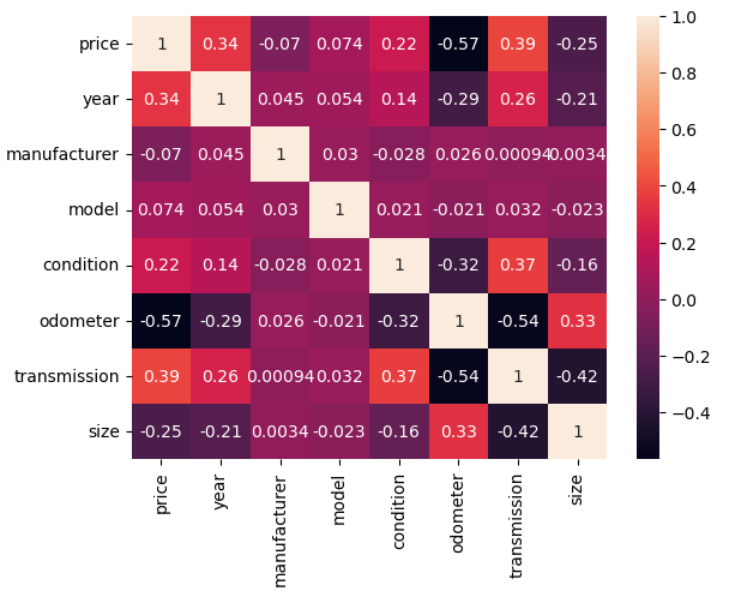 price 1 0.34 -0.07 0.074 0.22 -0.57 0.39 -0.25
year 0.34 1 0.045 0.054 0.14 -0.29 0.26 -0.21
manufacturer -0.07 0.045 1 0.03 -0.028 0.026 0.00094 0.0034
model 0.074 0.054 0.03 1 0.021 -0.021 0.032 -0.023
condition 0.22 0.14 -0.028 0.021 1 -0.32 0.37 -0.16
odometer -0.57 -0.29 0.026 -0.021 -0.32 1 -0.54 0.33
transmission 0.39 0.26 0.00094 0.032 0.37 -0.54 1 -0.42
size -0.25 -0.21 0.0034 -0.023 -0.16 0.33 -0.42 1
price
year
manufacturer
model
condition
odometer
transmission
size
1.0
0.8
0.6
0.4
0.2
0.0
−0.2
−0.4